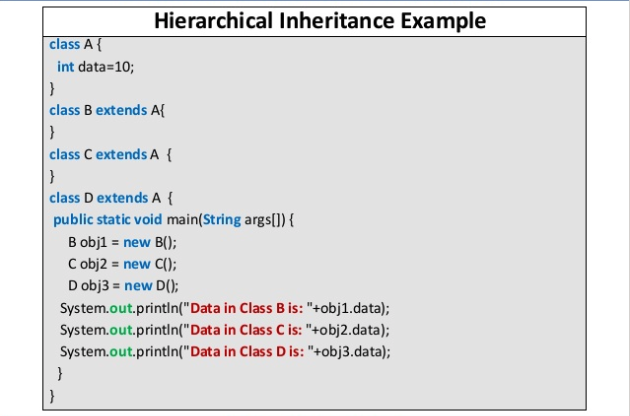 Hierarchical Inheritance Example
class A {
int data=10;
}
class B extends A{
}
class C extends A {
}
class D extends A {
public static void main(String args[]) {
B obj1 = new B();
C obj2 = new C();
D obj3 = new D();
System.out.println("Data in Class B is: "+obj1.data);
System.out.println("Data in Class C is: "+obj2.data);
System.out.println("Data in Class D is: "+obj3.data);
}
}